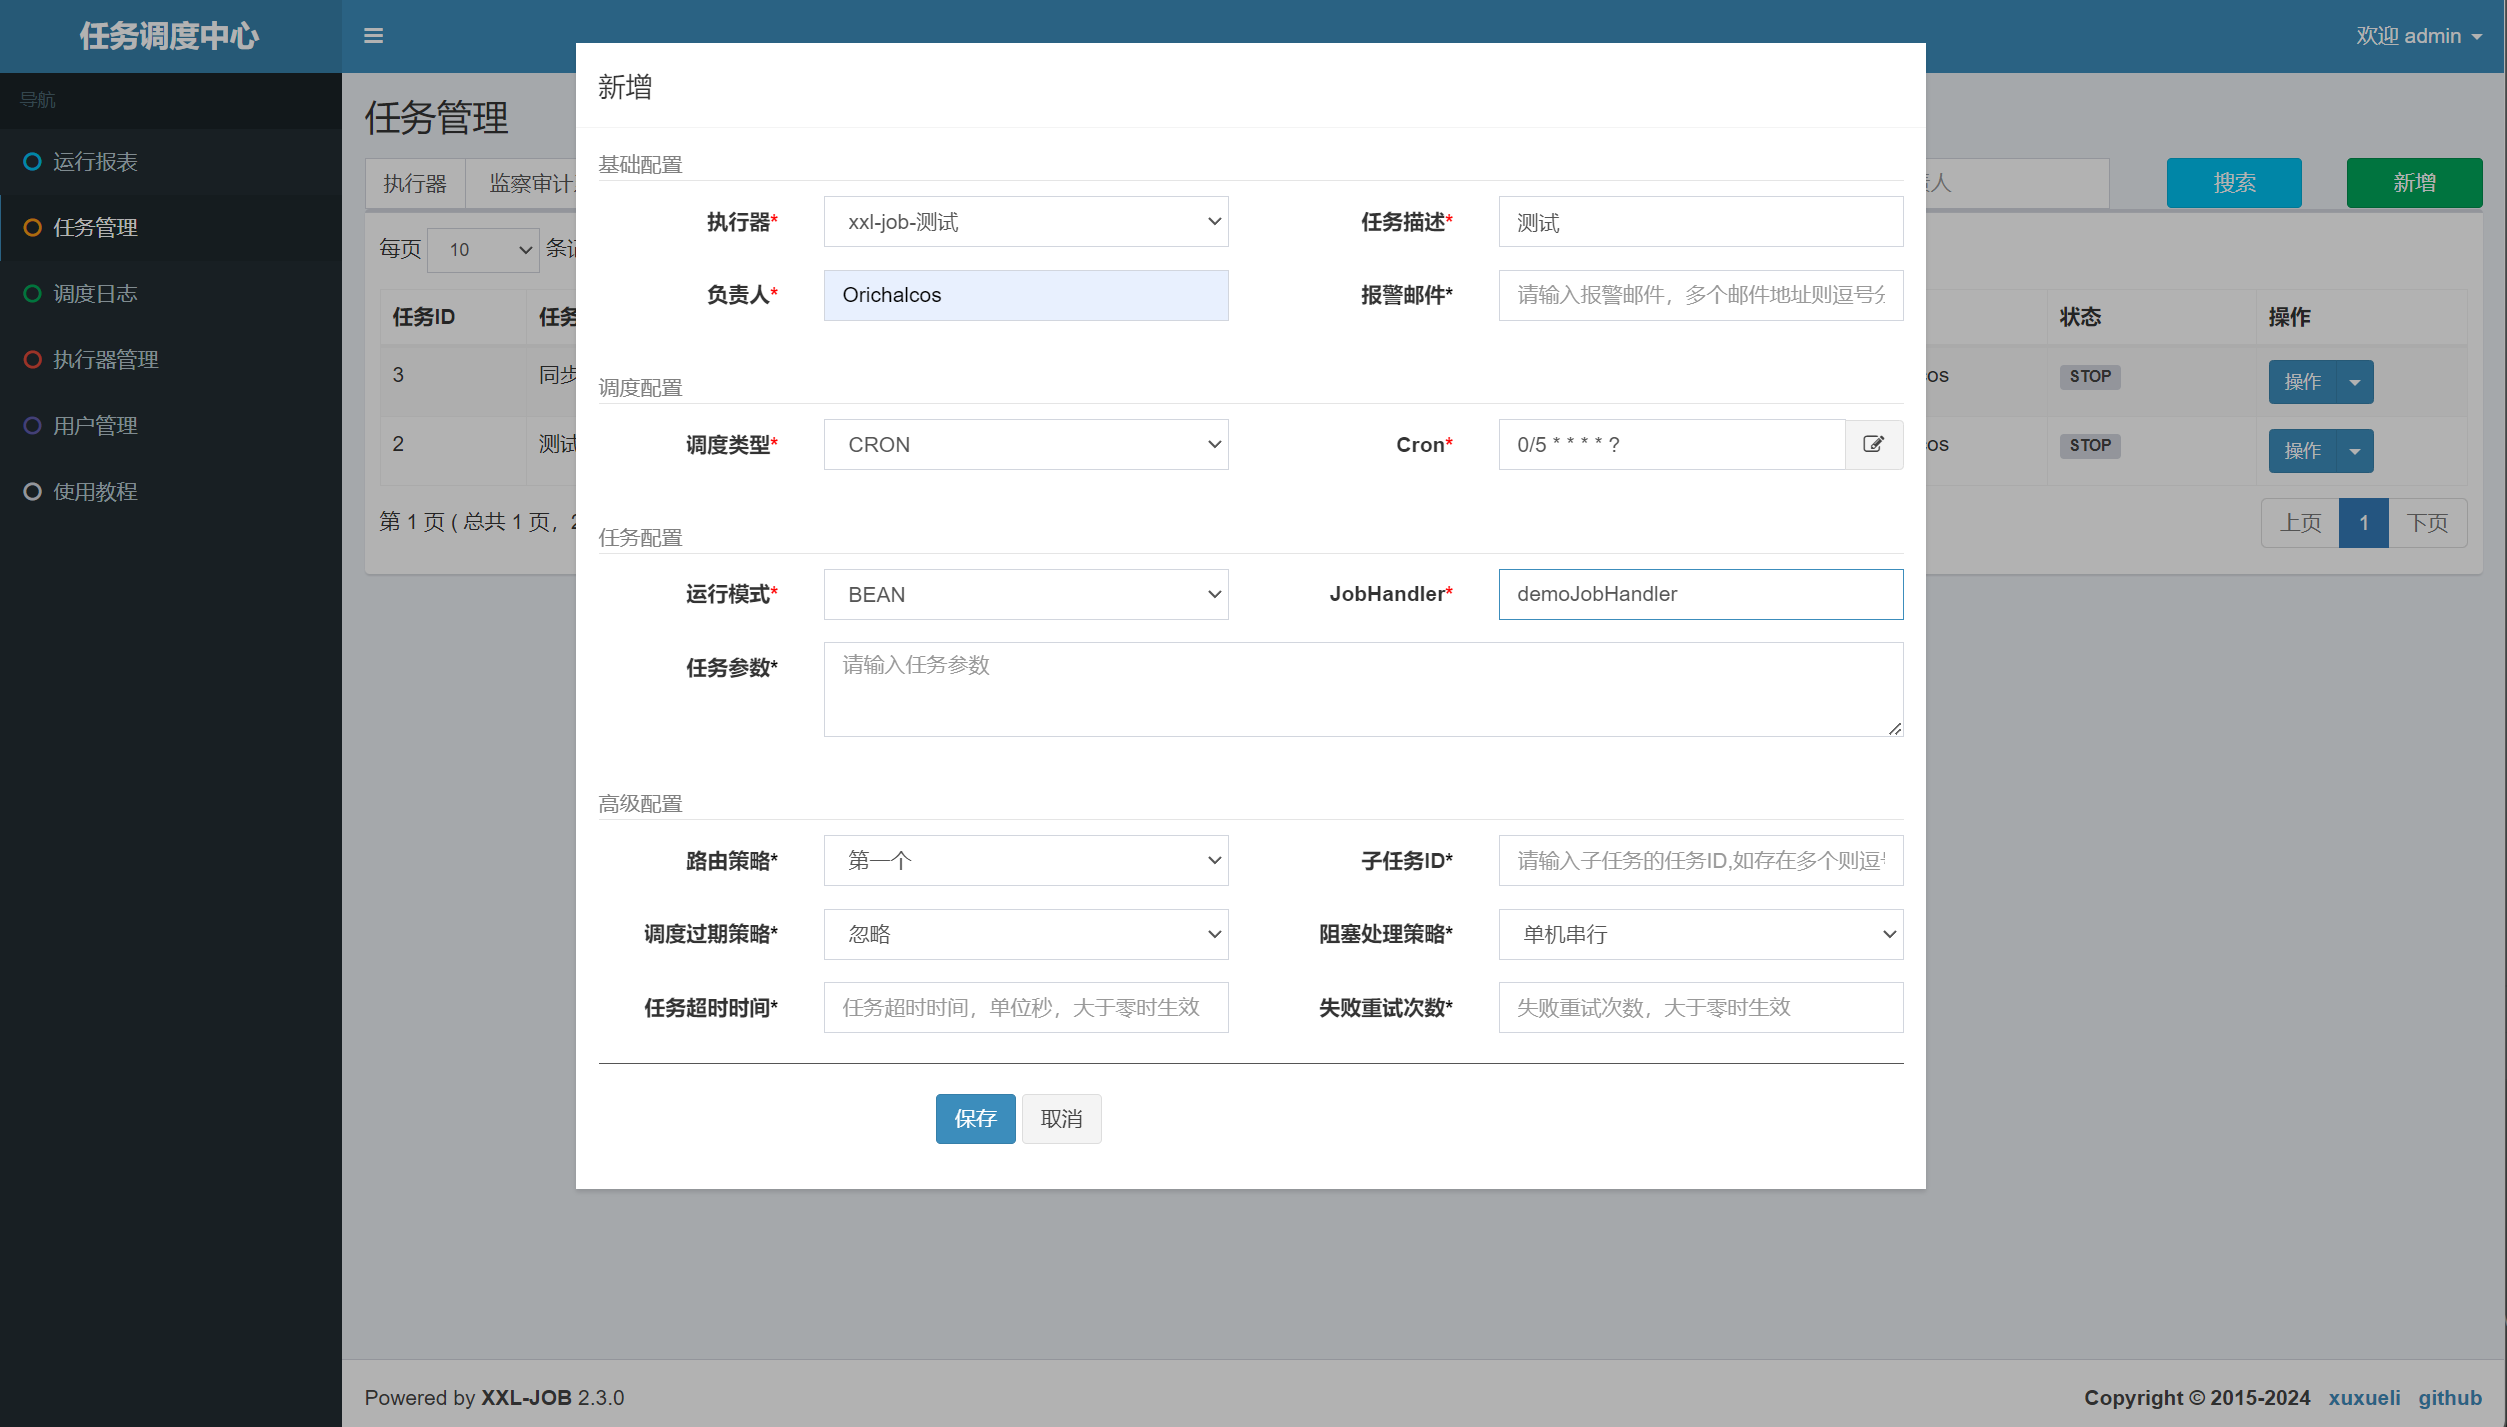 任务调度中心
欢迎 admin
导航
运行报表
任务管理
调度日志
执行器管理
用户管理
使用教程
任务管理
执行器 监察审计
搜索 新增
每页 10
任务ID 状态 操作
3 同步 STOP 操作
2 测试 STOP 操作
第 1 页 ( 总共 1 页，
上页 1 下页
新增
基础配置
执行器* xxl-job-测试 任务描述* 测试
负责人* Orichalcos 报警邮件* 请输入报警邮件，多个邮件地址则逗号分
调度配置
调度类型* CRON Cron* 0/5 * * * * ?
任务配置
运行模式* BEAN JobHandler* demoJobHandler
任务参数* 请输入任务参数
高级配置
路由策略* 第一个 子任务ID* 请输入子任务的任务ID,如存在多个则逗号
调度过期策略* 忽略 阻塞处理策略* 单机串行
任务超时时间* 任务超时时间，单位秒，大于零时生效 失败重试次数* 失败重试次数，大于零时生效
保存 取消
Powered by XXL-JOB 2.3.0 Copyright © 2015-2024 xuxueli github